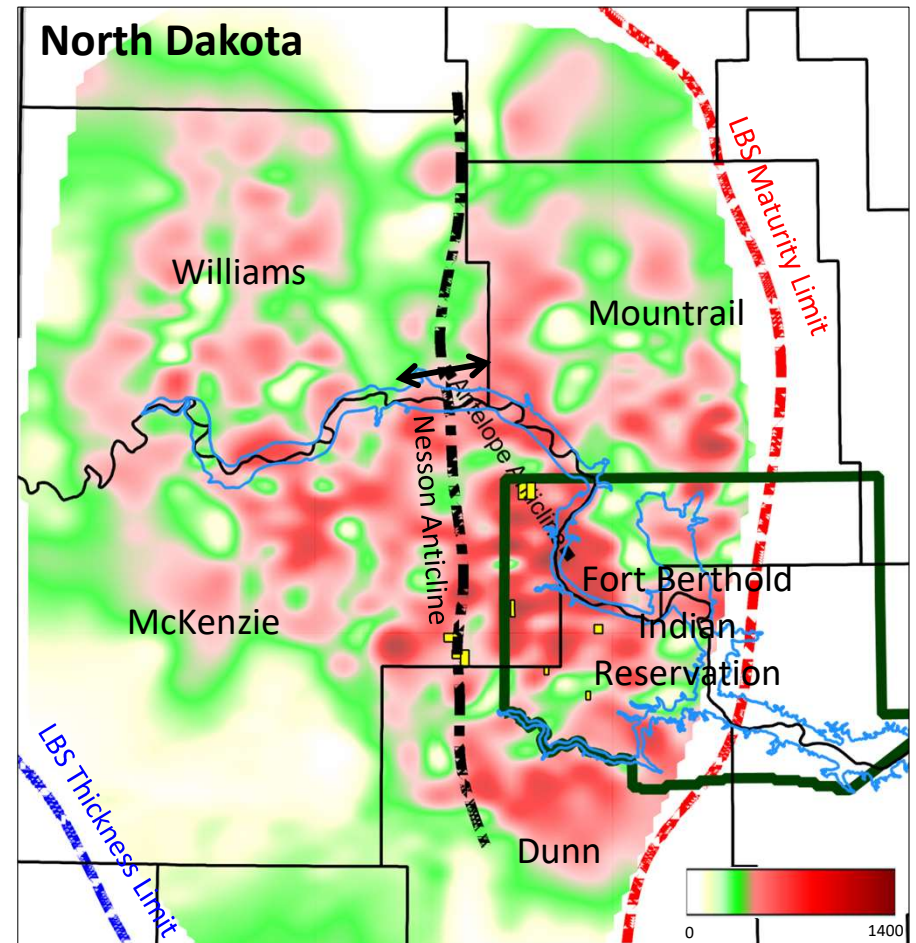 North Dakota
LBS Maturity Limit
Williams
Mountrail
Antelope Anticline
Nesson Anticline
Fort Berthold
Indian
Reservation
McKenzie
LBS Thickness Limit
Dunn
0
1400